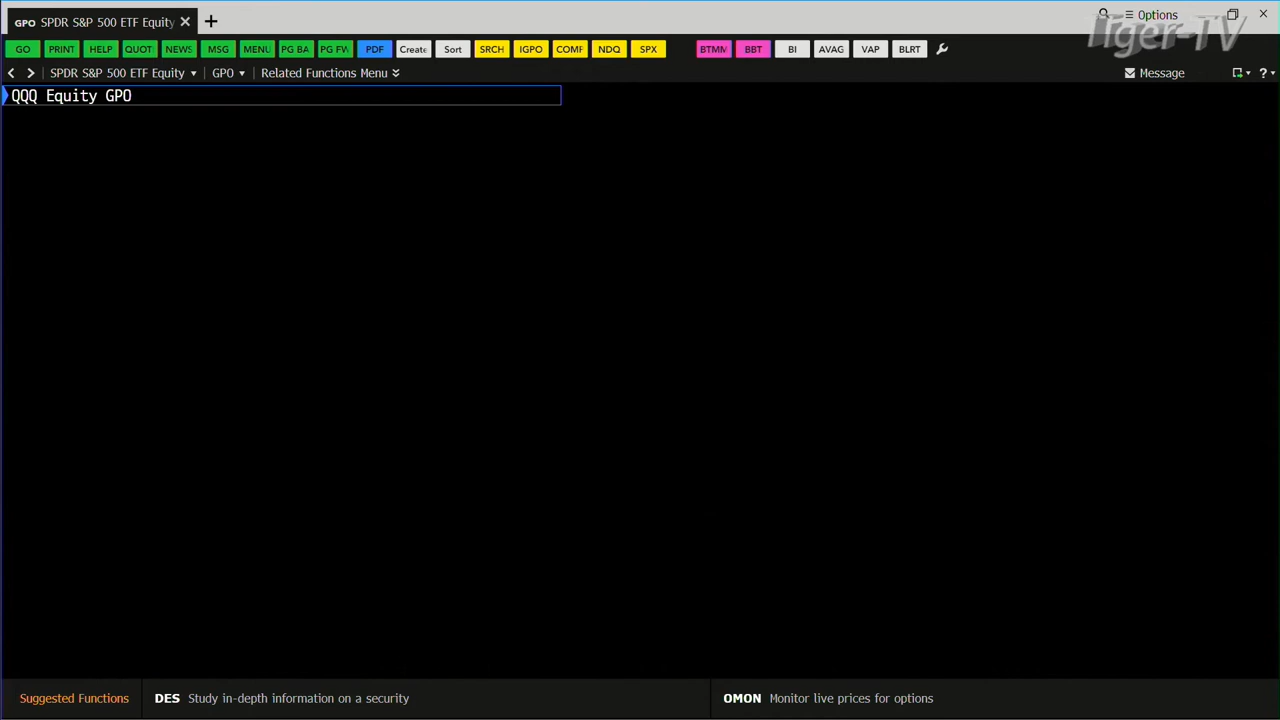 GPO SPDR S&P 500 ETF Equity
Options
Tiger-TV
GO PRINT HELP QUOT NEWS MSG MENU PG BA PG FW PDF Create Sort SRCH IGPO COMF NDQ SPX BTMM BBT BI AVAG VAP BLRT
SPDR S&P 500 ETF Equity GPO Related Functions Menu Message ?
QQQ Equity GPO
Suggested Functions DES Study in-depth information on a security OMON Monitor live prices for options